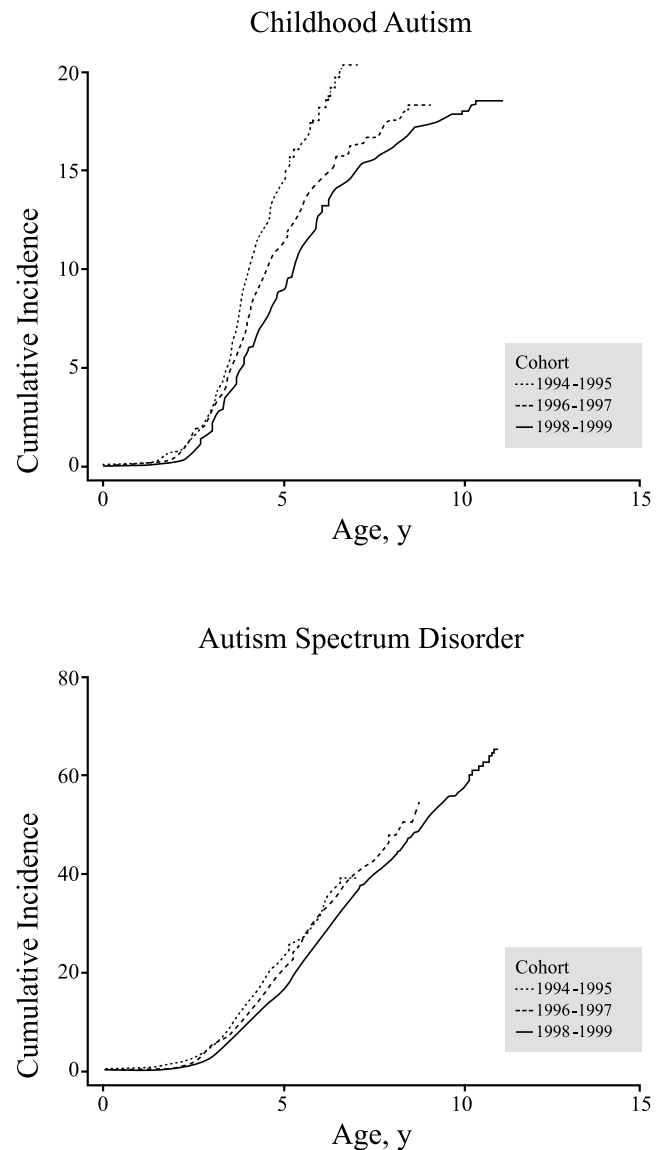 Childhood Autism
20
15
10
5
0
Cumulative Incidence
0 5 10 15
Age, y
Cohort
1994-1995
1996-1997
1998-1999
Autism Spectrum Disorder
80
60
40
20
0
Cumulative Incidence
0 5 10 15
Age, y
Cohort
1994-1995
1996-1997
1998-1999